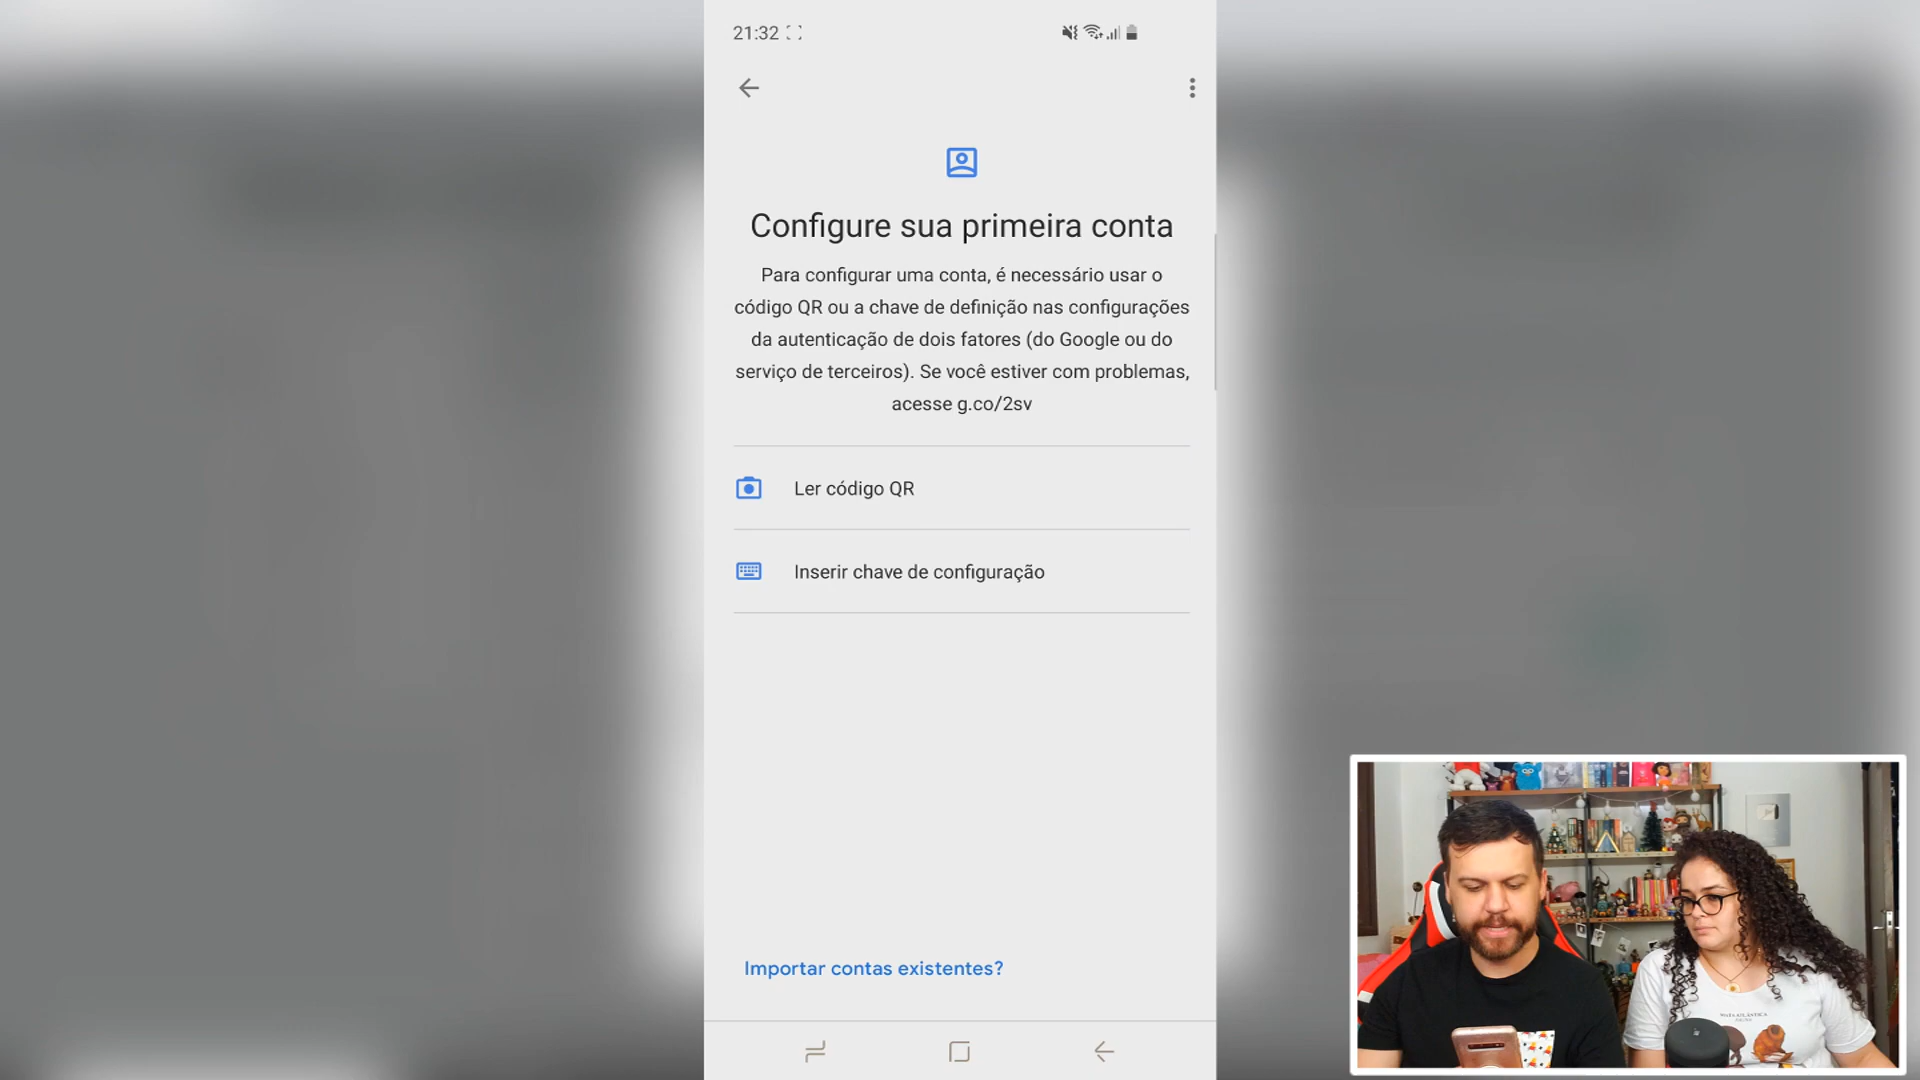 21:32
Configure sua primeira conta
Para configurar uma conta, é necessário usar o
código QR ou a chave de definição nas configurações
da autenticação de dois fatores (do Google ou do
serviço de terceiros). Se você estiver com problemas,
acesse g.co/2sv
Ler código QR
Inserir chave de configuração
Importar contas existentes?
MATA ATLÂNTICA